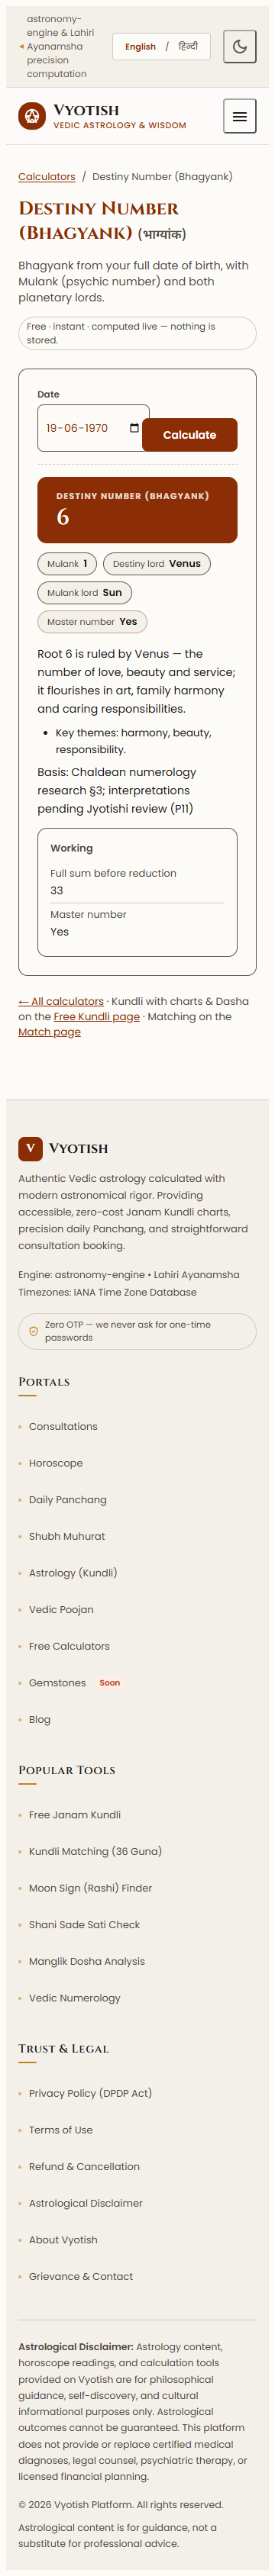 astronomy-
engine & Lahiri
Ayanamsha
precision
computation
English / हिन्दी
VYOTISH
VEDIC ASTROLOGY & WISDOM
Calculators / Destiny Number (Bhagyank)
DESTINY NUMBER
(BHAGYANK) (भाग्यांक)
Bhagyank from your full date of birth, with
Mulank (psychic number) and both
planetary lords.
Free · instant · computed live — nothing is
stored.
Date
19-06-1970
Calculate
DESTINY NUMBER (BHAGYANK)
6
Mulank 1
Destiny lord Venus
Mulank lord Sun
Master number Yes
Root 6 is ruled by Venus — the
number of love, beauty and service;
it flourishes in art, family harmony
and caring responsibilities.
• Key themes: harmony, beauty,
responsibility.
Basis: Chaldean numerology
research §3; interpretations
pending Jyotishi review (P11)
Working
Full sum before reduction
33
Master number
Yes
← All calculators · Kundli with charts & Dasha
on the Free Kundli page · Matching on the
Match page
V VYOTISH
Authentic Vedic astrology calculated with
modern astronomical rigor. Providing
accessible, zero-cost Janam Kundli charts,
precision daily Panchang, and straightforward
consultation booking.
Engine: astronomy-engine • Lahiri Ayanamsha
Timezones: IANA Time Zone Database
Zero OTP — we never ask for one-time
passwords
PORTALS
Consultations
Horoscope
Daily Panchang
Shubh Muhurat
Astrology (Kundli)
Vedic Poojan
Free Calculators
Gemstones Soon
Blog
POPULAR TOOLS
Free Janam Kundli
Kundli Matching (36 Guna)
Moon Sign (Rashi) Finder
Shani Sade Sati Check
Manglik Dosha Analysis
Vedic Numerology
TRUST & LEGAL
Privacy Policy (DPDP Act)
Terms of Use
Refund & Cancellation
Astrological Disclaimer
About Vyotish
Grievance & Contact
Astrological Disclaimer: Astrology content,
horoscope readings, and calculation tools
provided on Vyotish are for philosophical
guidance, self-discovery, and cultural
informational purposes only. Astrological
outcomes cannot be guaranteed. This platform
does not provide or replace certified medical
diagnoses, legal counsel, psychiatric therapy, or
licensed financial planning.
© 2026 Vyotish Platform. All rights reserved.
Astrological content is for guidance, not a
substitute for professional advice.